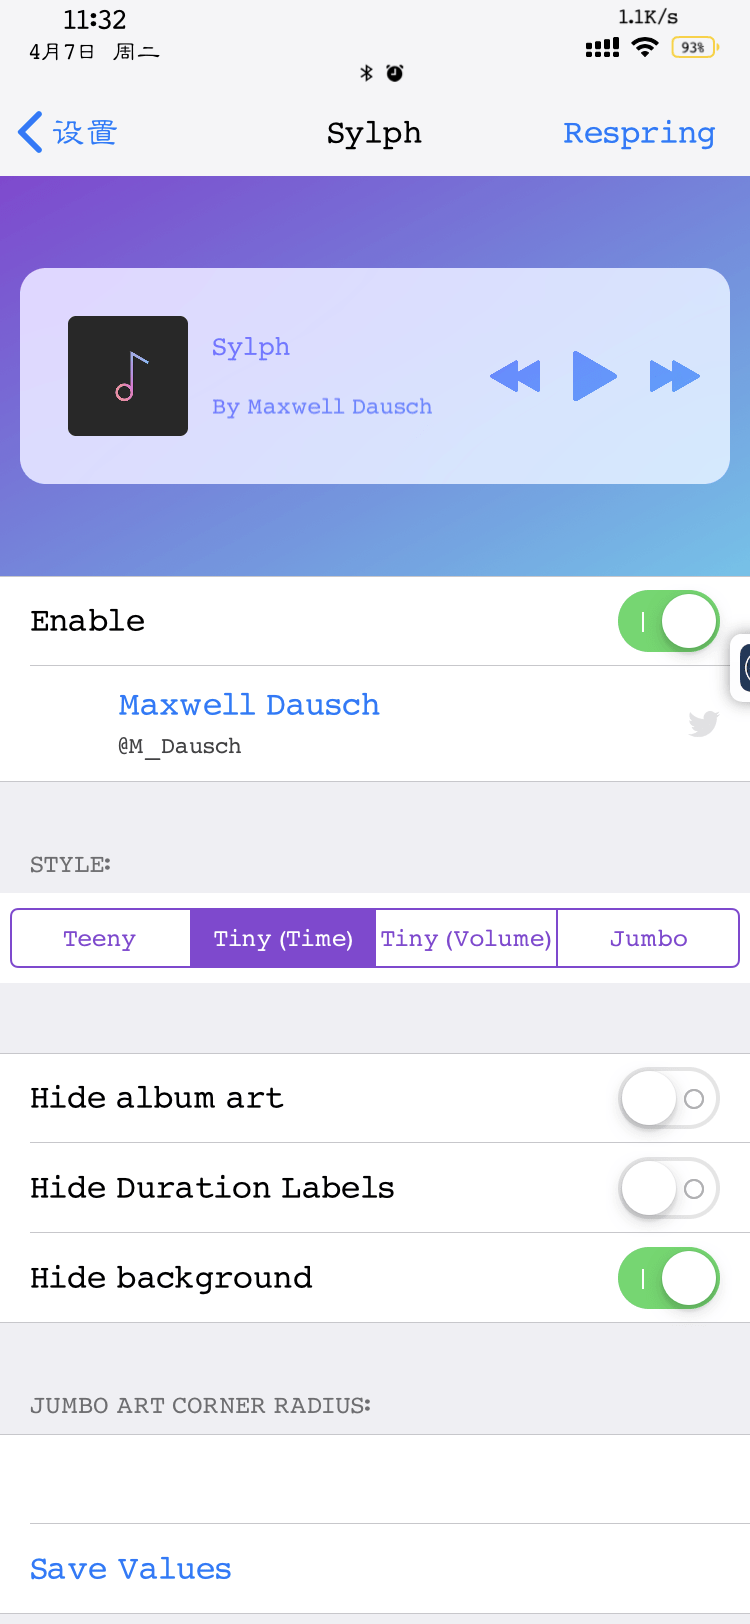 11:32
1.1K/s
4月7日 周二
93%
设置
Sylph
Respring
Sylph
By Maxwell Dausch
Enable
Maxwell Dausch
@M_Dausch
STYLE:
Teeny
Tiny (Time)
Tiny (Volume)
Jumbo
Hide album art
Hide Duration Labels
Hide background
JUMBO ART CORNER RADIUS:
Save Values